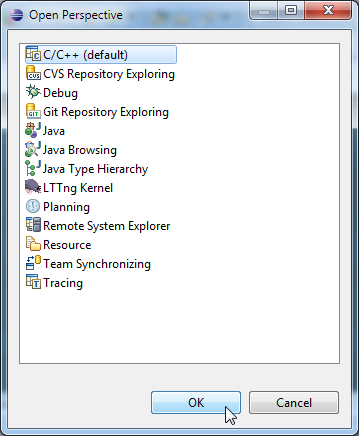 Open Perspective
C/C++ (default)
CVS Repository Exploring
Debug
Git Repository Exploring
Java
Java Browsing
Java Type Hierarchy
LTTng Kernel
Planning
Remote System Explorer
Resource
Team Synchronizing
Tracing
OK Cancel